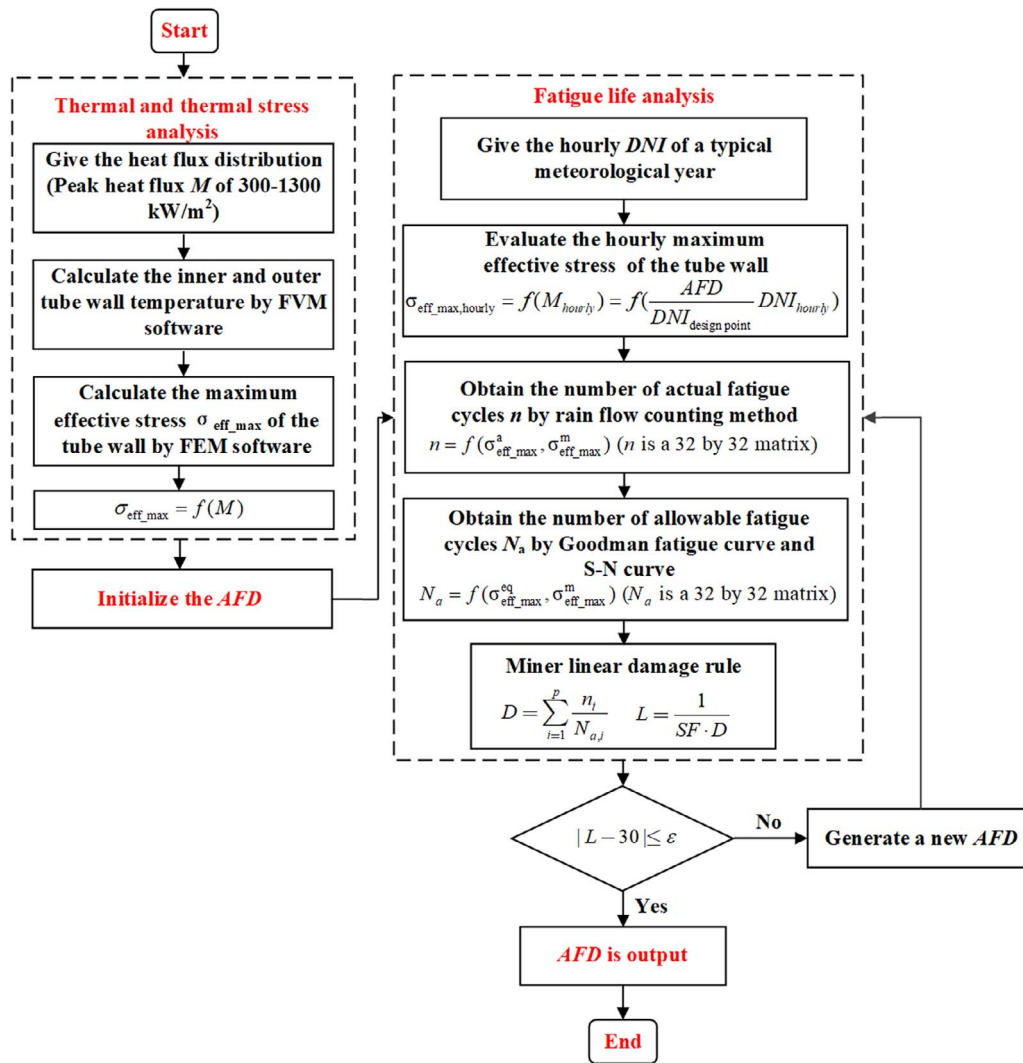 Start
Thermal and thermal stress
analysis
Give the heat flux distribution
(Peak heat flux M of 300-1300
kW/m²)
Calculate the inner and outer
tube wall temperature by FVM
software
Calculate the maximum
effective stress σ eff_max of the
tube wall by FEM software
σeff_max = f(M)
Initialize the AFD
Fatigue life analysis
Give the hourly DNI of a typical
meteorological year
Evaluate the hourly maximum
effective stress of the tube wall
σeff_max,hourly = f(Mhourly) = f(AFD/DNIdesign point DNIhourly)
Obtain the number of actual fatigue
cycles n by rain flow counting method
n = f(σᵃeff_max, σᵐeff_max) (n is a 32 by 32 matrix)
Obtain the number of allowable fatigue
cycles Na by Goodman fatigue curve and
S-N curve
Na = f(σᵉᑫeff_max, σᵐeff_max) (Na is a 32 by 32 matrix)
Miner linear damage rule
D = ∑ᵖᵢ₌₁ nᵢ/Na,i L = 1/SF·D
| L − 30 |≤ ε
No
Generate a new AFD
Yes
AFD is output
End